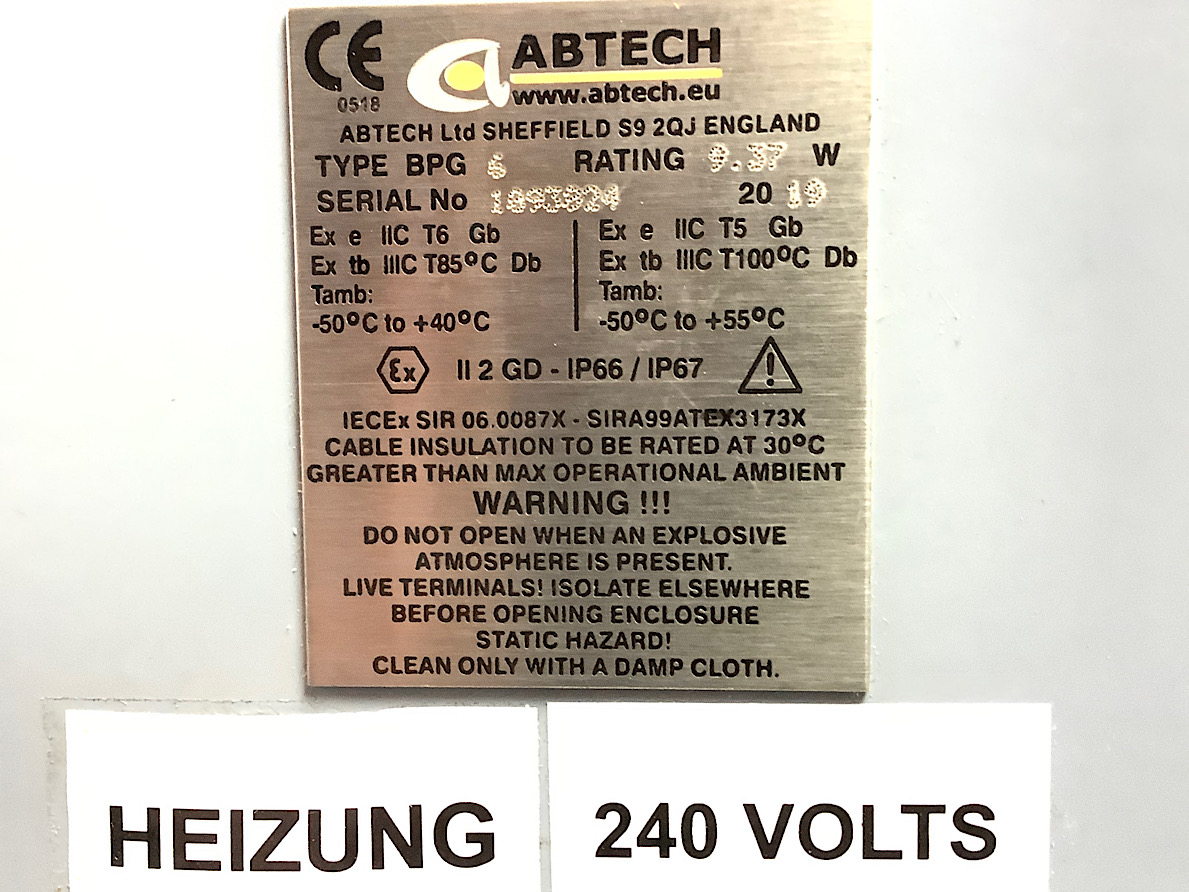 CE ABTECH
0518 www.abtech.eu
ABTECH Ltd SHEFFIELD S9 2QJ ENGLAND
TYPE BPG 6 RATING 9.37 W
SERIAL No 20 19
Ex e IIC T6 Gb
Ex tb IIIC T85°C Db
Tamb:
-50°C to +40°C
Ex e IIC T5 Gb
Ex tb IIIC T100°C Db
Tamb:
-50°C to +55°C
Ex II 2 GD - IP66 / IP67 !
IECEx SIR 06.0087X - SIRA99ATEX3173X
CABLE INSULATION TO BE RATED AT 30°C
GREATER THAN MAX OPERATIONAL AMBIENT
WARNING !!!
DO NOT OPEN WHEN AN EXPLOSIVE
ATMOSPHERE IS PRESENT.
LIVE TERMINALS! ISOLATE ELSEWHERE
BEFORE OPENING ENCLOSURE
STATIC HAZARD!
CLEAN ONLY WITH A DAMP CLOTH.
HEIZUNG 240 VOLTS